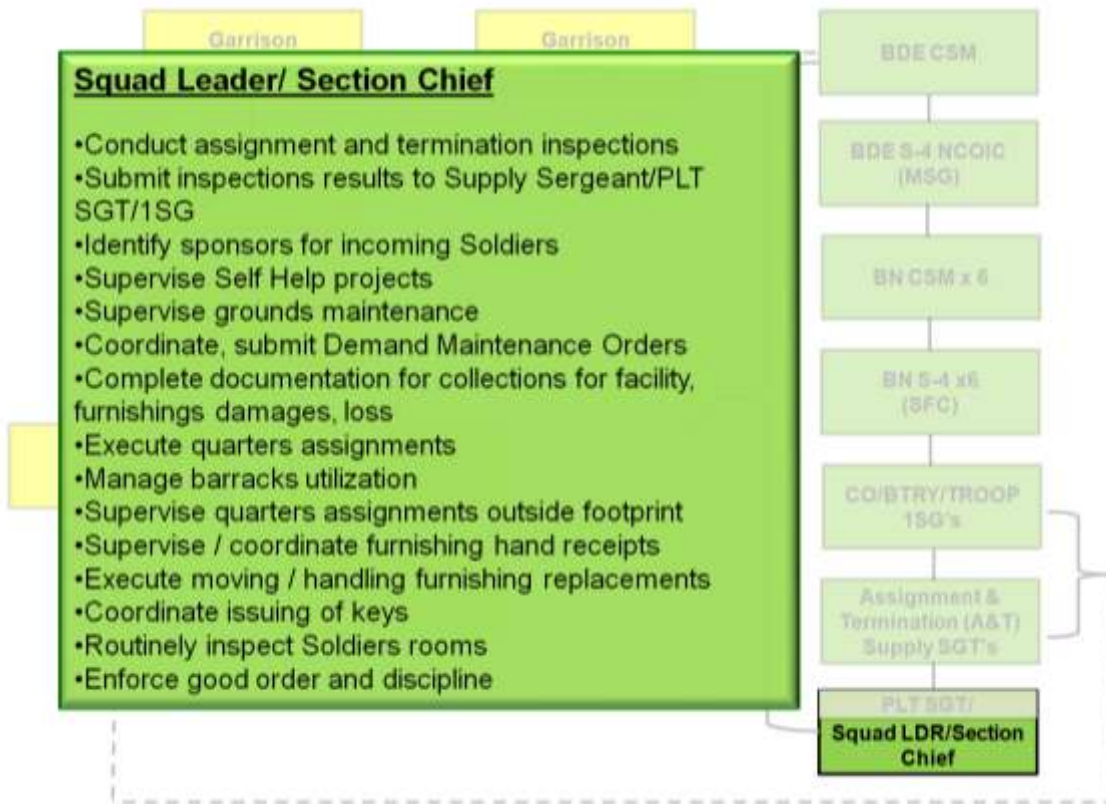 Garrison
Garrison
Squad Leader/ Section Chief
•Conduct assignment and termination inspections
•Submit inspections results to Supply Sergeant/PLT
SGT/1SG
•Identify sponsors for incoming Soldiers
•Supervise Self Help projects
•Supervise grounds maintenance
•Coordinate, submit Demand Maintenance Orders
•Complete documentation for collections for facility,
furnishings damages, loss
•Execute quarters assignments
•Manage barracks utilization
•Supervise quarters assignments outside footprint
•Supervise / coordinate furnishing hand receipts
•Execute moving / handling furnishing replacements
•Coordinate issuing of keys
•Routinely inspect Soldiers rooms
•Enforce good order and discipline
BDE CSM
BDE S-4 NCOIC
(MSG)
BN CSM x 6
BN S-4 x6
(SFC)
CO/BTRY/TROOP
1SG's
Assignment &
Termination (A&T)
Supply SGT's
PLT SGT/
Squad LDR/Section
Chief